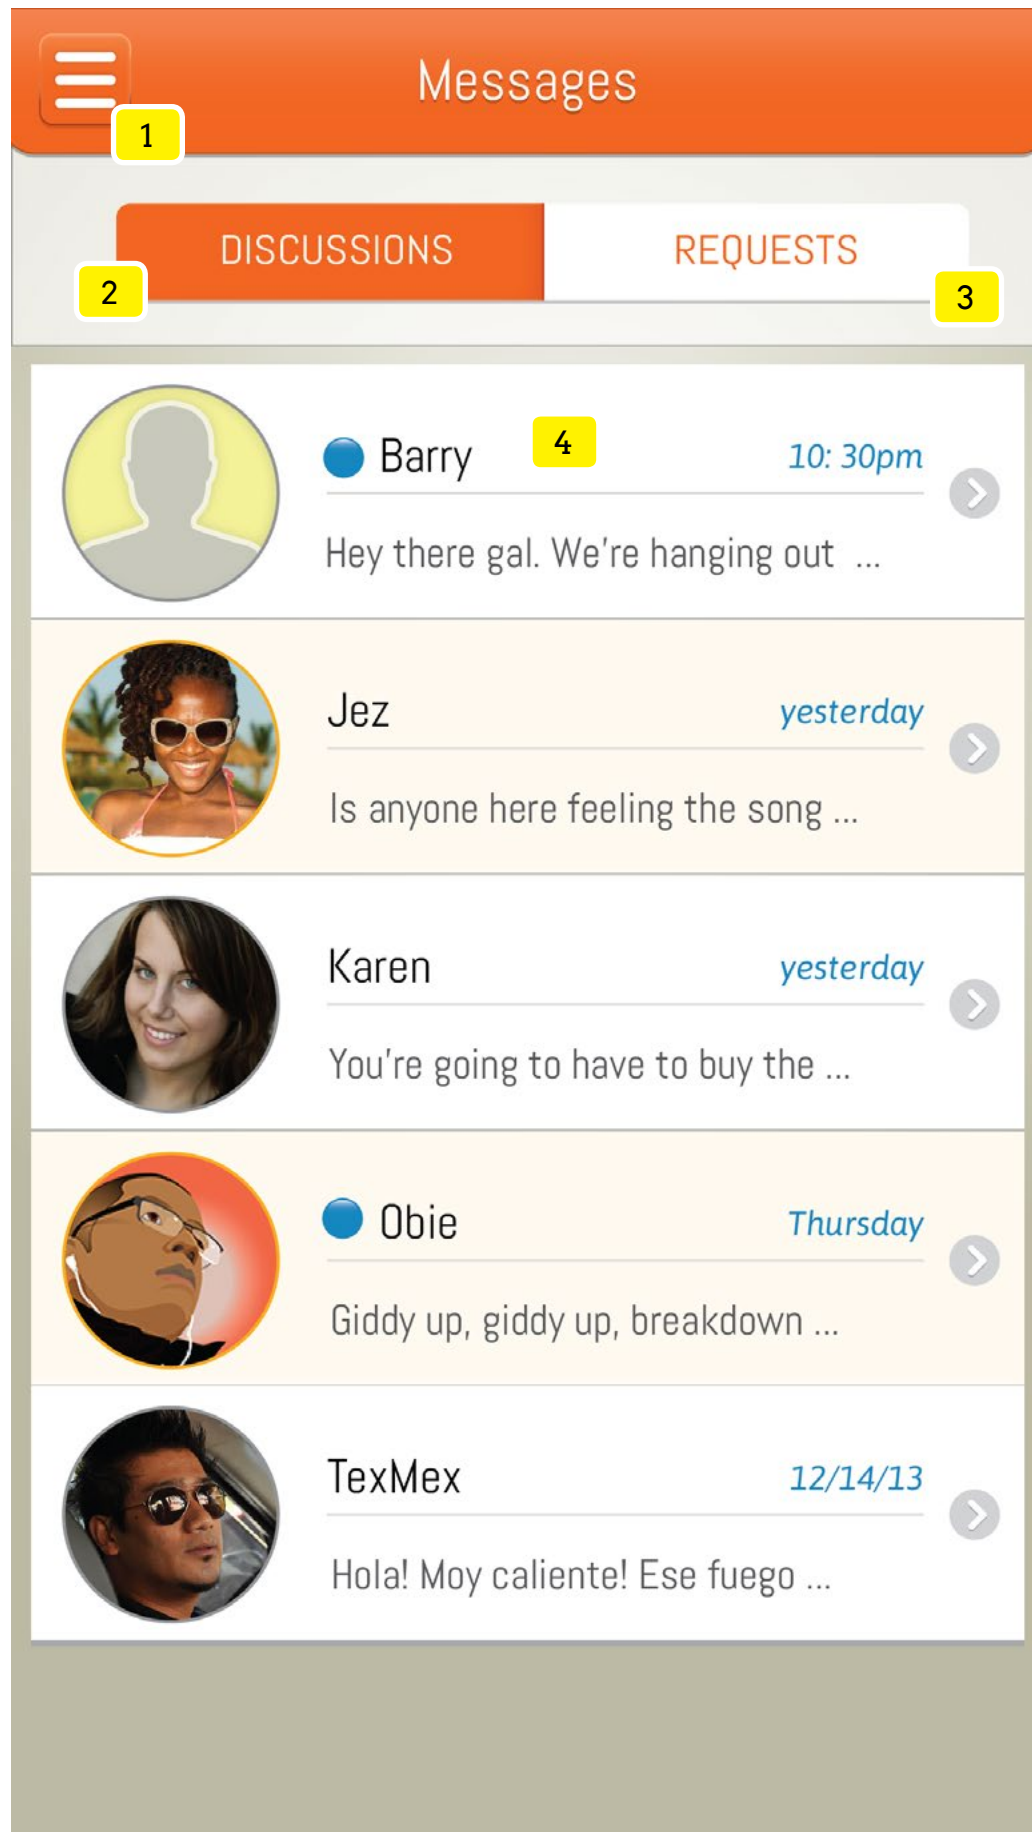 Messages
1
DISCUSSIONS REQUESTS
2 3
Barry 4 10: 30pm
Hey there gal. We're hanging out ...
Jez yesterday
Is anyone here feeling the song ...
Karen yesterday
You're going to have to buy the ...
Obie Thursday
Giddy up, giddy up, breakdown ...
TexMex 12/14/13
Hola! Moy caliente! Ese fuego ...